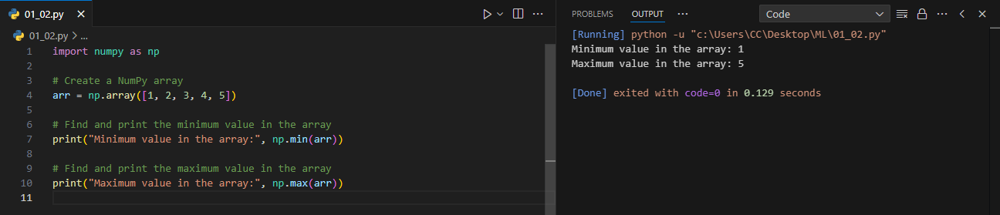 01_02.py
01_02.py > ...
1 import numpy as np
2
3 # Create a NumPy array
4 arr = np.array([1, 2, 3, 4, 5])
5
6 # Find and print the minimum value in the array
7 print("Minimum value in the array:", np.min(arr))
8
9 # Find and print the maximum value in the array
10 print("Maximum value in the array:", np.max(arr))
11
PROBLEMS OUTPUT ... Code
[Running] python -u "c:\Users\CC\Desktop\ML\01_02.py"
Minimum value in the array: 1
Maximum value in the array: 5
[Done] exited with code=0 in 0.129 seconds